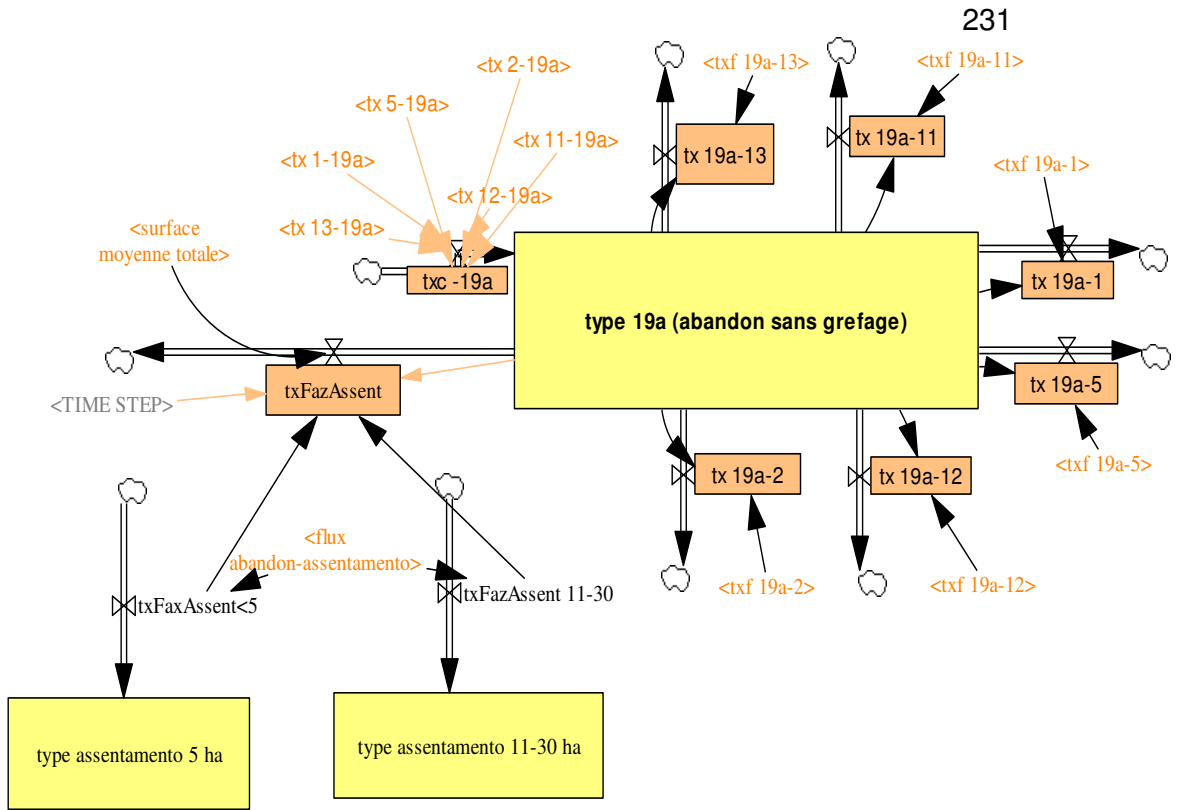 231
<tx 2-19a>
<txf 19a-13>
<txf 19a-11>
<tx 5-19a>
<tx 11-19a>
tx 19a-13
tx 19a-11
<tx 1-19a>
<txf 19a-1>
<tx 12-19a>
<tx 13-19a>
<surface
moyenne totale>
txc -19a
tx 19a-1
type 19a (abandon sans grefage)
txFazAssent
tx 19a-5
<TIME STEP>
<txf 19a-5>
tx 19a-2
tx 19a-12
<flux
abandon-assentamento>
<txf 19a-2>
<txf 19a-12>
txFaxAssent<5
txFazAssent 11-30
type assentamento 5 ha
type assentamento 11-30 ha